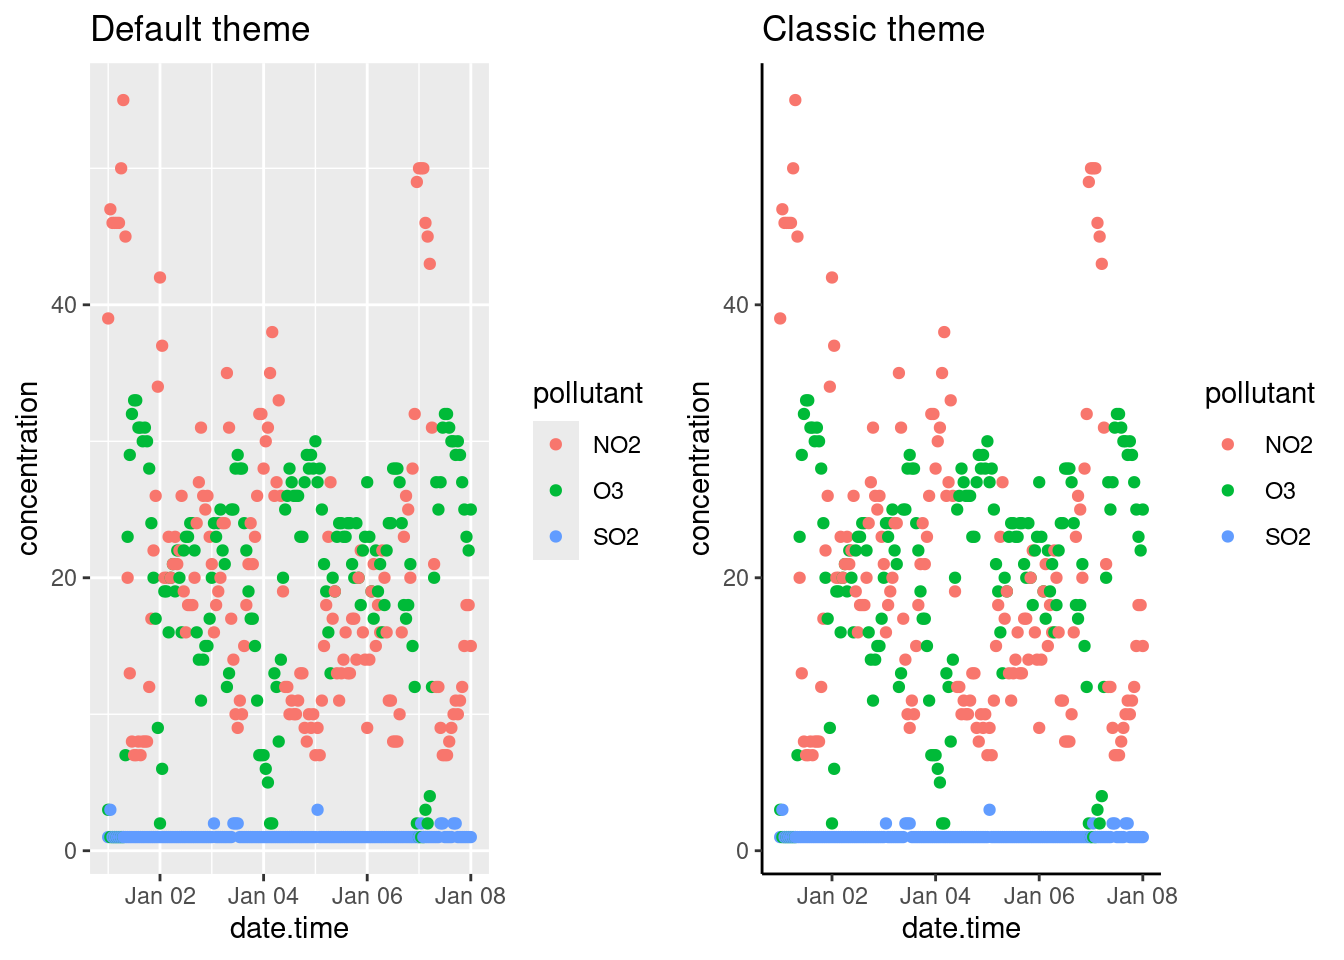 Default theme
concentration
40
20
0
Jan 02 Jan 04 Jan 06 Jan 08
date.time
pollutant
NO2
O3
SO2
Classic theme
concentration
40
20
0
Jan 02 Jan 04 Jan 06 Jan 08
date.time
pollutant
NO2
O3
SO2